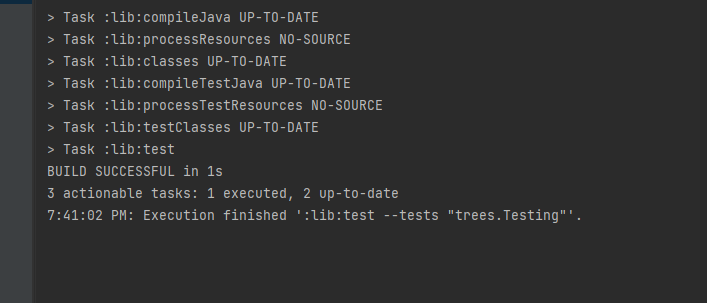 > Task :lib:compileJava UP-TO-DATE
> Task :lib:processResources NO-SOURCE
> Task :lib:classes UP-TO-DATE
> Task :lib:compileTestJava UP-TO-DATE
> Task :lib:processTestResources NO-SOURCE
> Task :lib:testClasses UP-TO-DATE
> Task :lib:test
BUILD SUCCESSFUL in 1s
3 actionable tasks: 1 executed, 2 up-to-date
7:41:02 PM: Execution finished ':lib:test --tests "trees.Testing"'.